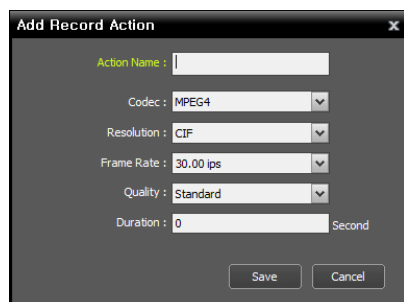 Add Record Action x
Action Name :
Codec : MPEG4
Resolution : CIF
Frame Rate : 30.00 ips
Quality : Standard
Duration : 0 Second
Save Cancel